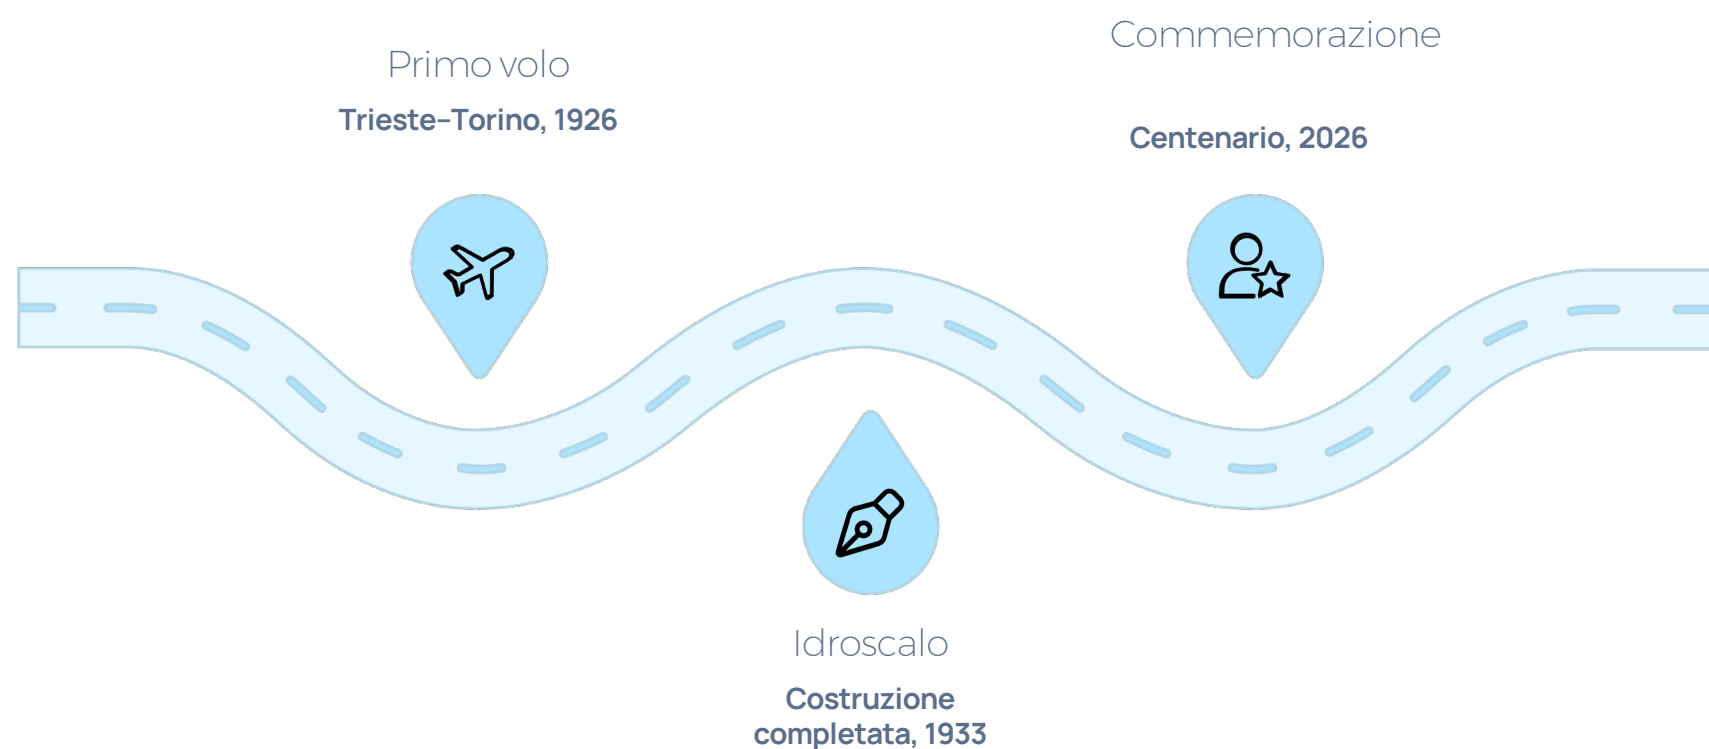 Primo volo
Trieste–Torino, 1926
Commemorazione
Centenario, 2026
Idroscalo
Costruzione
completata, 1933